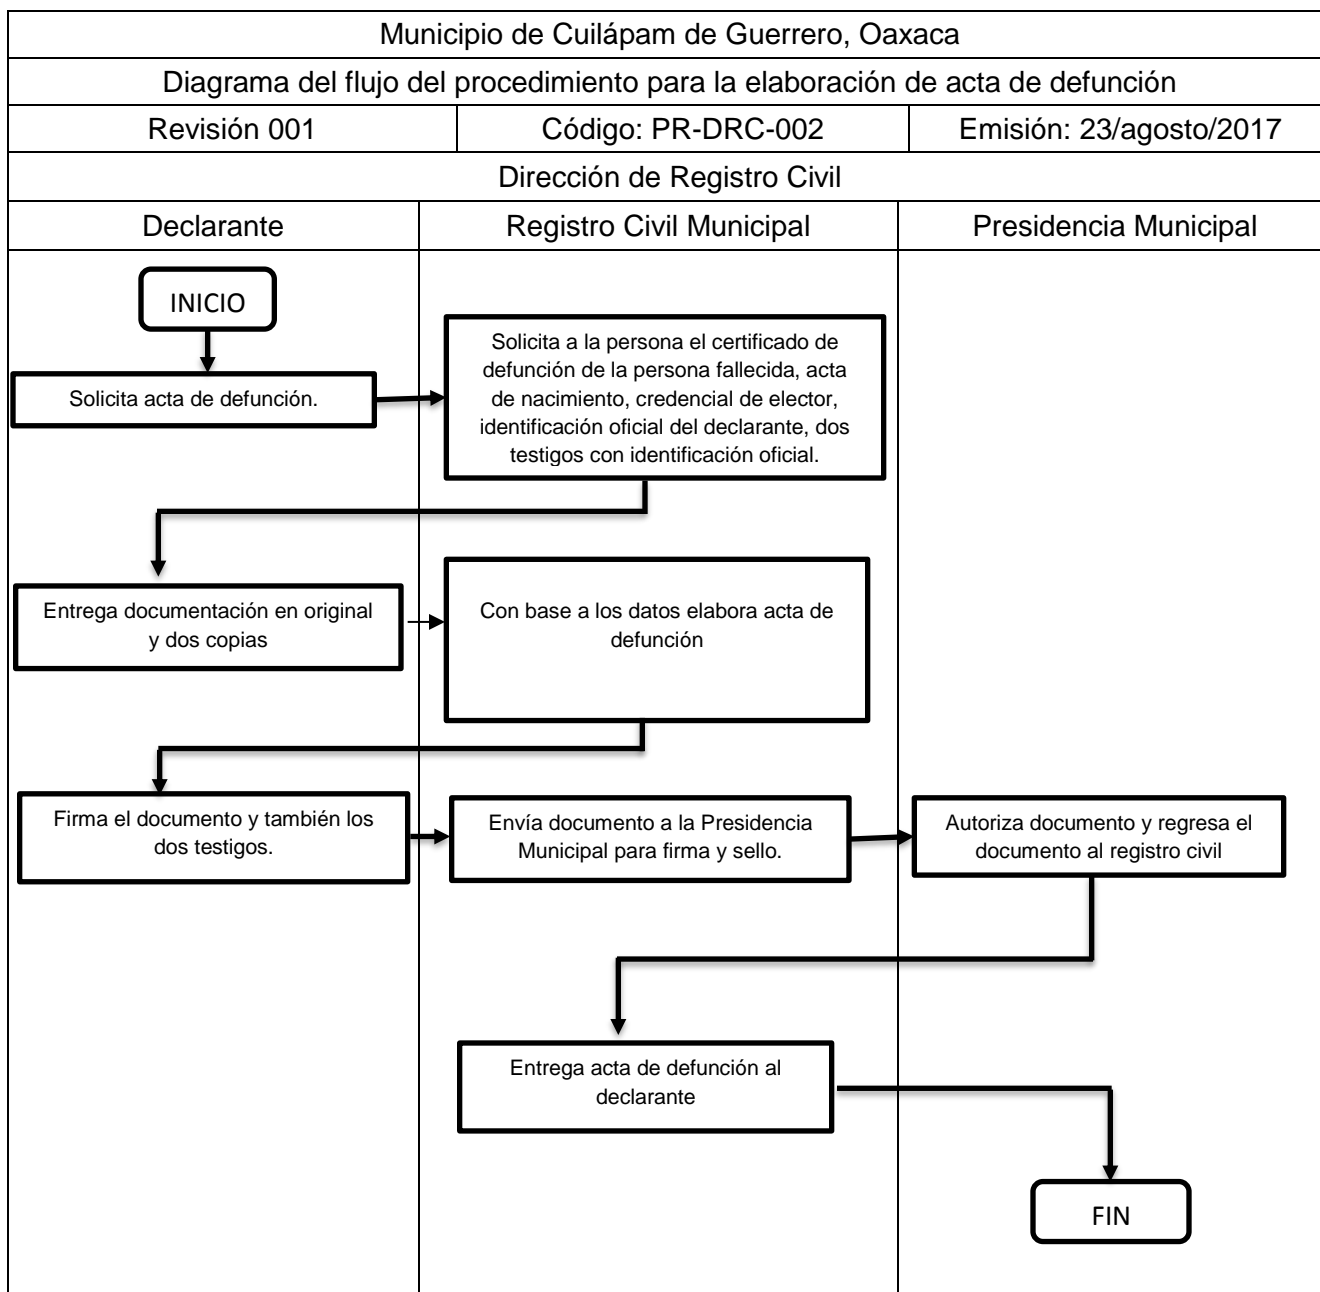 Municipio de Cuilápam de Guerrero, Oaxaca
Diagrama del flujo del procedimiento para la elaboración de acta de defunción
Revisión 001
Código: PR-DRC-002
Emisión: 23/agosto/2017
Dirección de Registro Civil
Declarante
Registro Civil Municipal
Presidencia Municipal
INICIO
Solicita acta de defunción.
Solicita a la persona el certificado de
defunción de la persona fallecida, acta
de nacimiento, credencial de elector,
identificación oficial del declarante, dos
testigos con identificación oficial.
Entrega documentación en original
y dos copias
Con base a los datos elabora acta de
defunción
Firma el documento y también los
dos testigos.
Envía documento a la Presidencia
Municipal para firma y sello.
Autoriza documento y regresa el
documento al registro civil
Entrega acta de defunción al
declarante
FIN